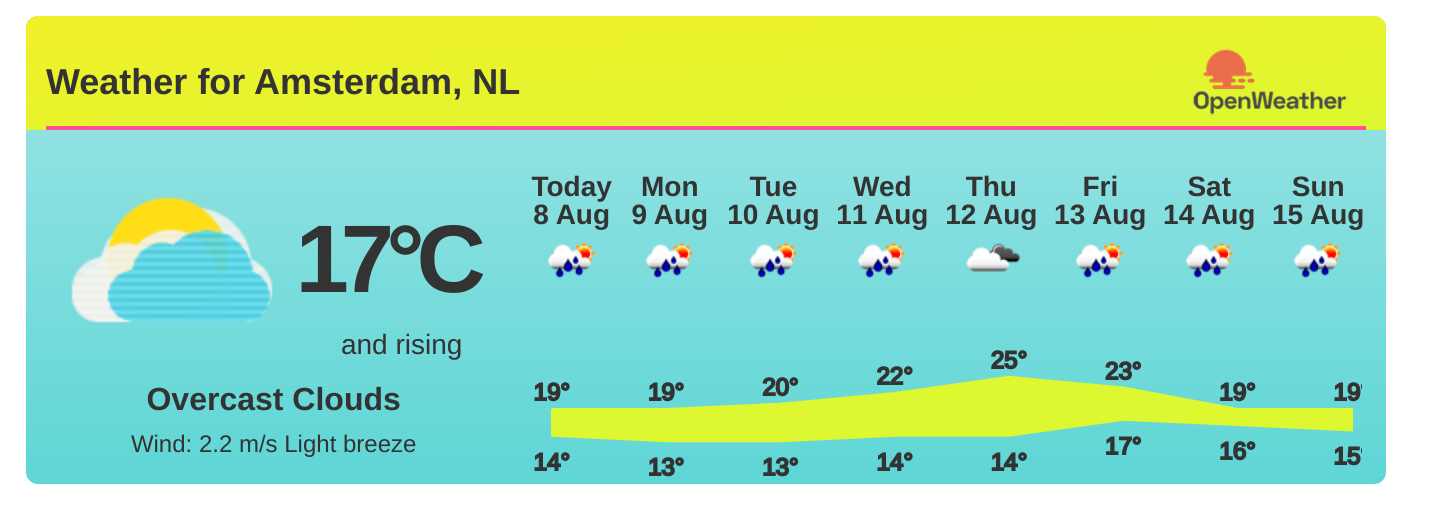 Weather for Amsterdam, NL
OpenWeather
17°C
and rising
Overcast Clouds
Wind: 2.2 m/s Light breeze
Today Mon Tue Wed Thu Fri Sat Sun
8 Aug 9 Aug 10 Aug 11 Aug 12 Aug 13 Aug 14 Aug 15 Aug
19° 19° 20° 22° 25° 23° 19° 19°
14° 13° 13° 14° 14° 17° 16° 15°